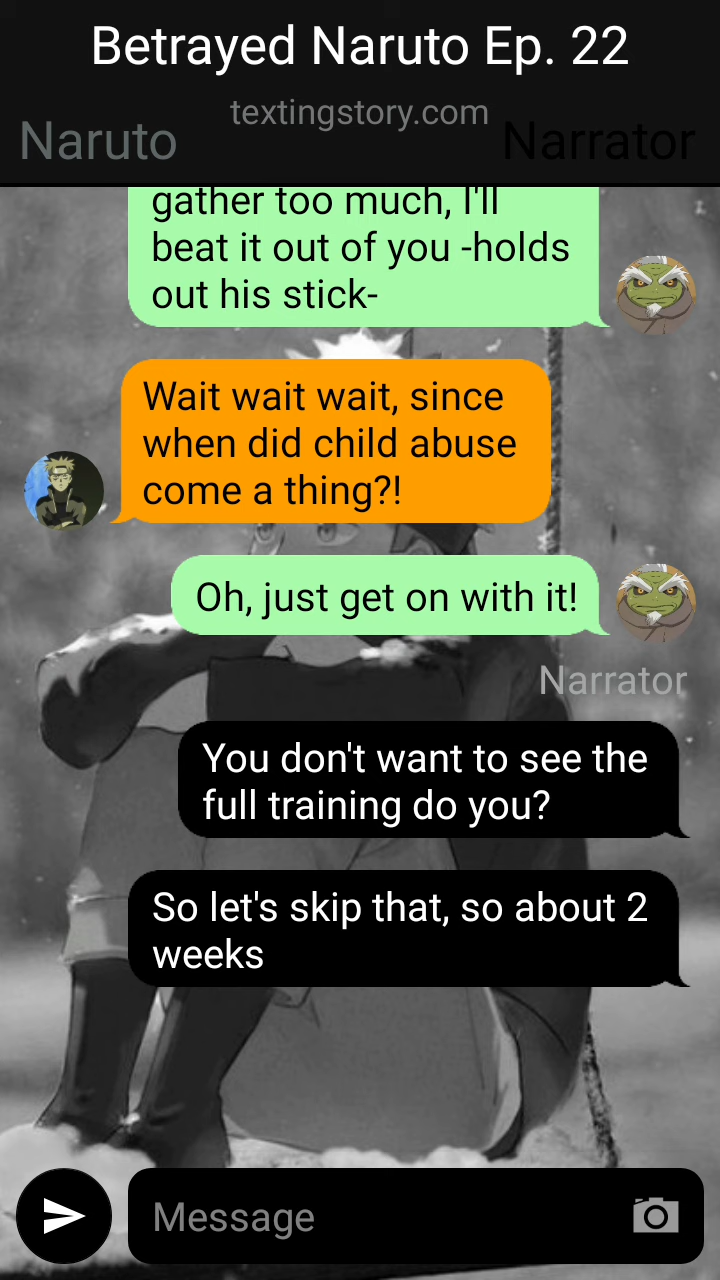 Betrayed Naruto Ep. 22
textingstory.com
Naruto
Narrator
gather too much, I'll
beat it out of you -holds
out his stick-
Wait wait wait, since
when did child abuse
come a thing?!
Oh, just get on with it!
Narrator
You don't want to see the
full training do you?
So let's skip that, so about 2
weeks
Message